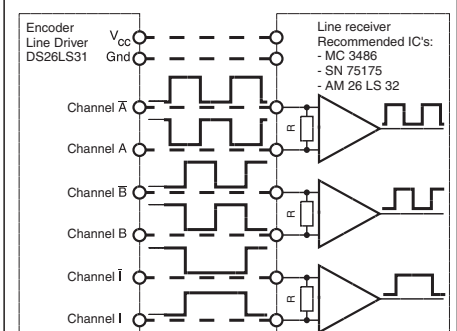 Encoder
Line Driver
DS26LS31
Vcc
Gnd
Line receiver
Recommended IC's:
- MC 3486
- SN 75175
- AM 26 LS 32
Channel A̅
R
Channel A
Channel B̅
R
Channel B
Channel I̅
R
Channel I